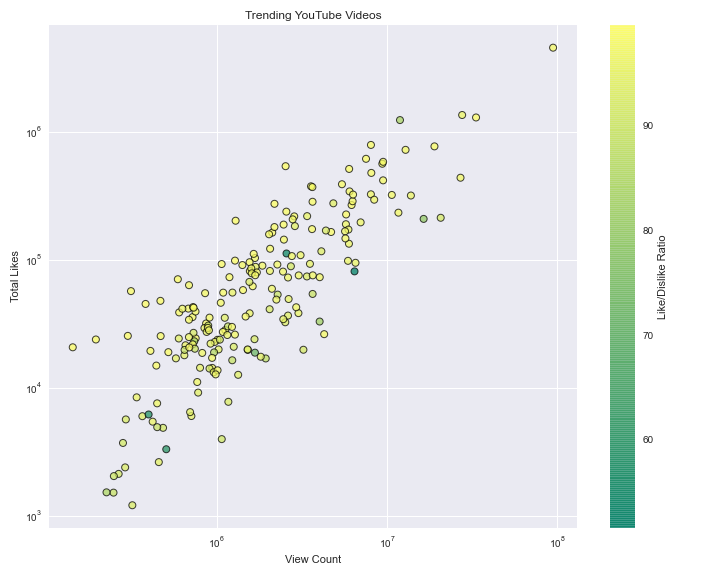 Trending YouTube Videos
10⁶
10⁵
10⁴
10³
Total Likes
10⁶
10⁷
10⁸
View Count
90
80
70
60
Like/Dislike Ratio